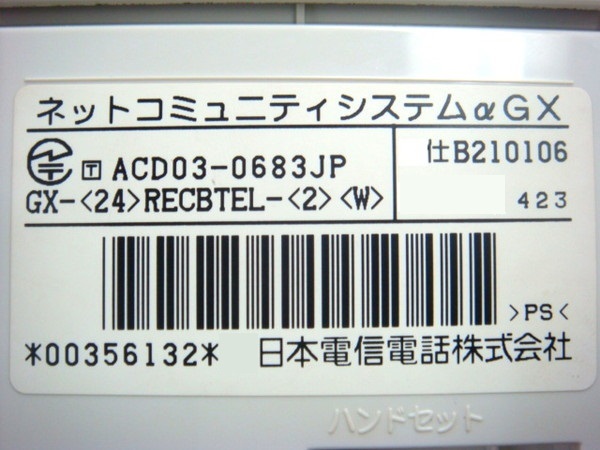 ネットコミュニティシステムαGX
〒 ACD03-0683JP
GX-<24>RECBTEL-<2><W>
仕B210106
423
>PS<
*00356132* 日本電信電話株式会社
ハンドセット